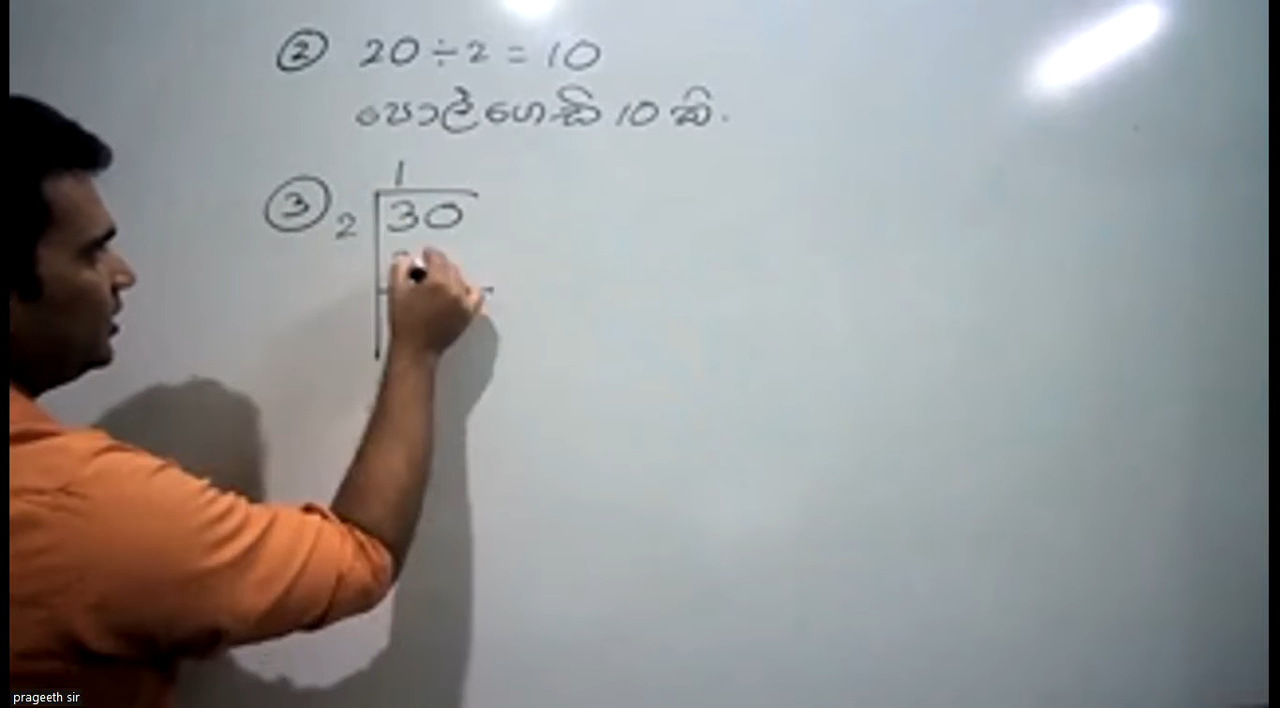 ② 20 ÷ 2 = 10
පොල් ගෙඩි 10 කි.
1
③ 2 30
prageeth sir